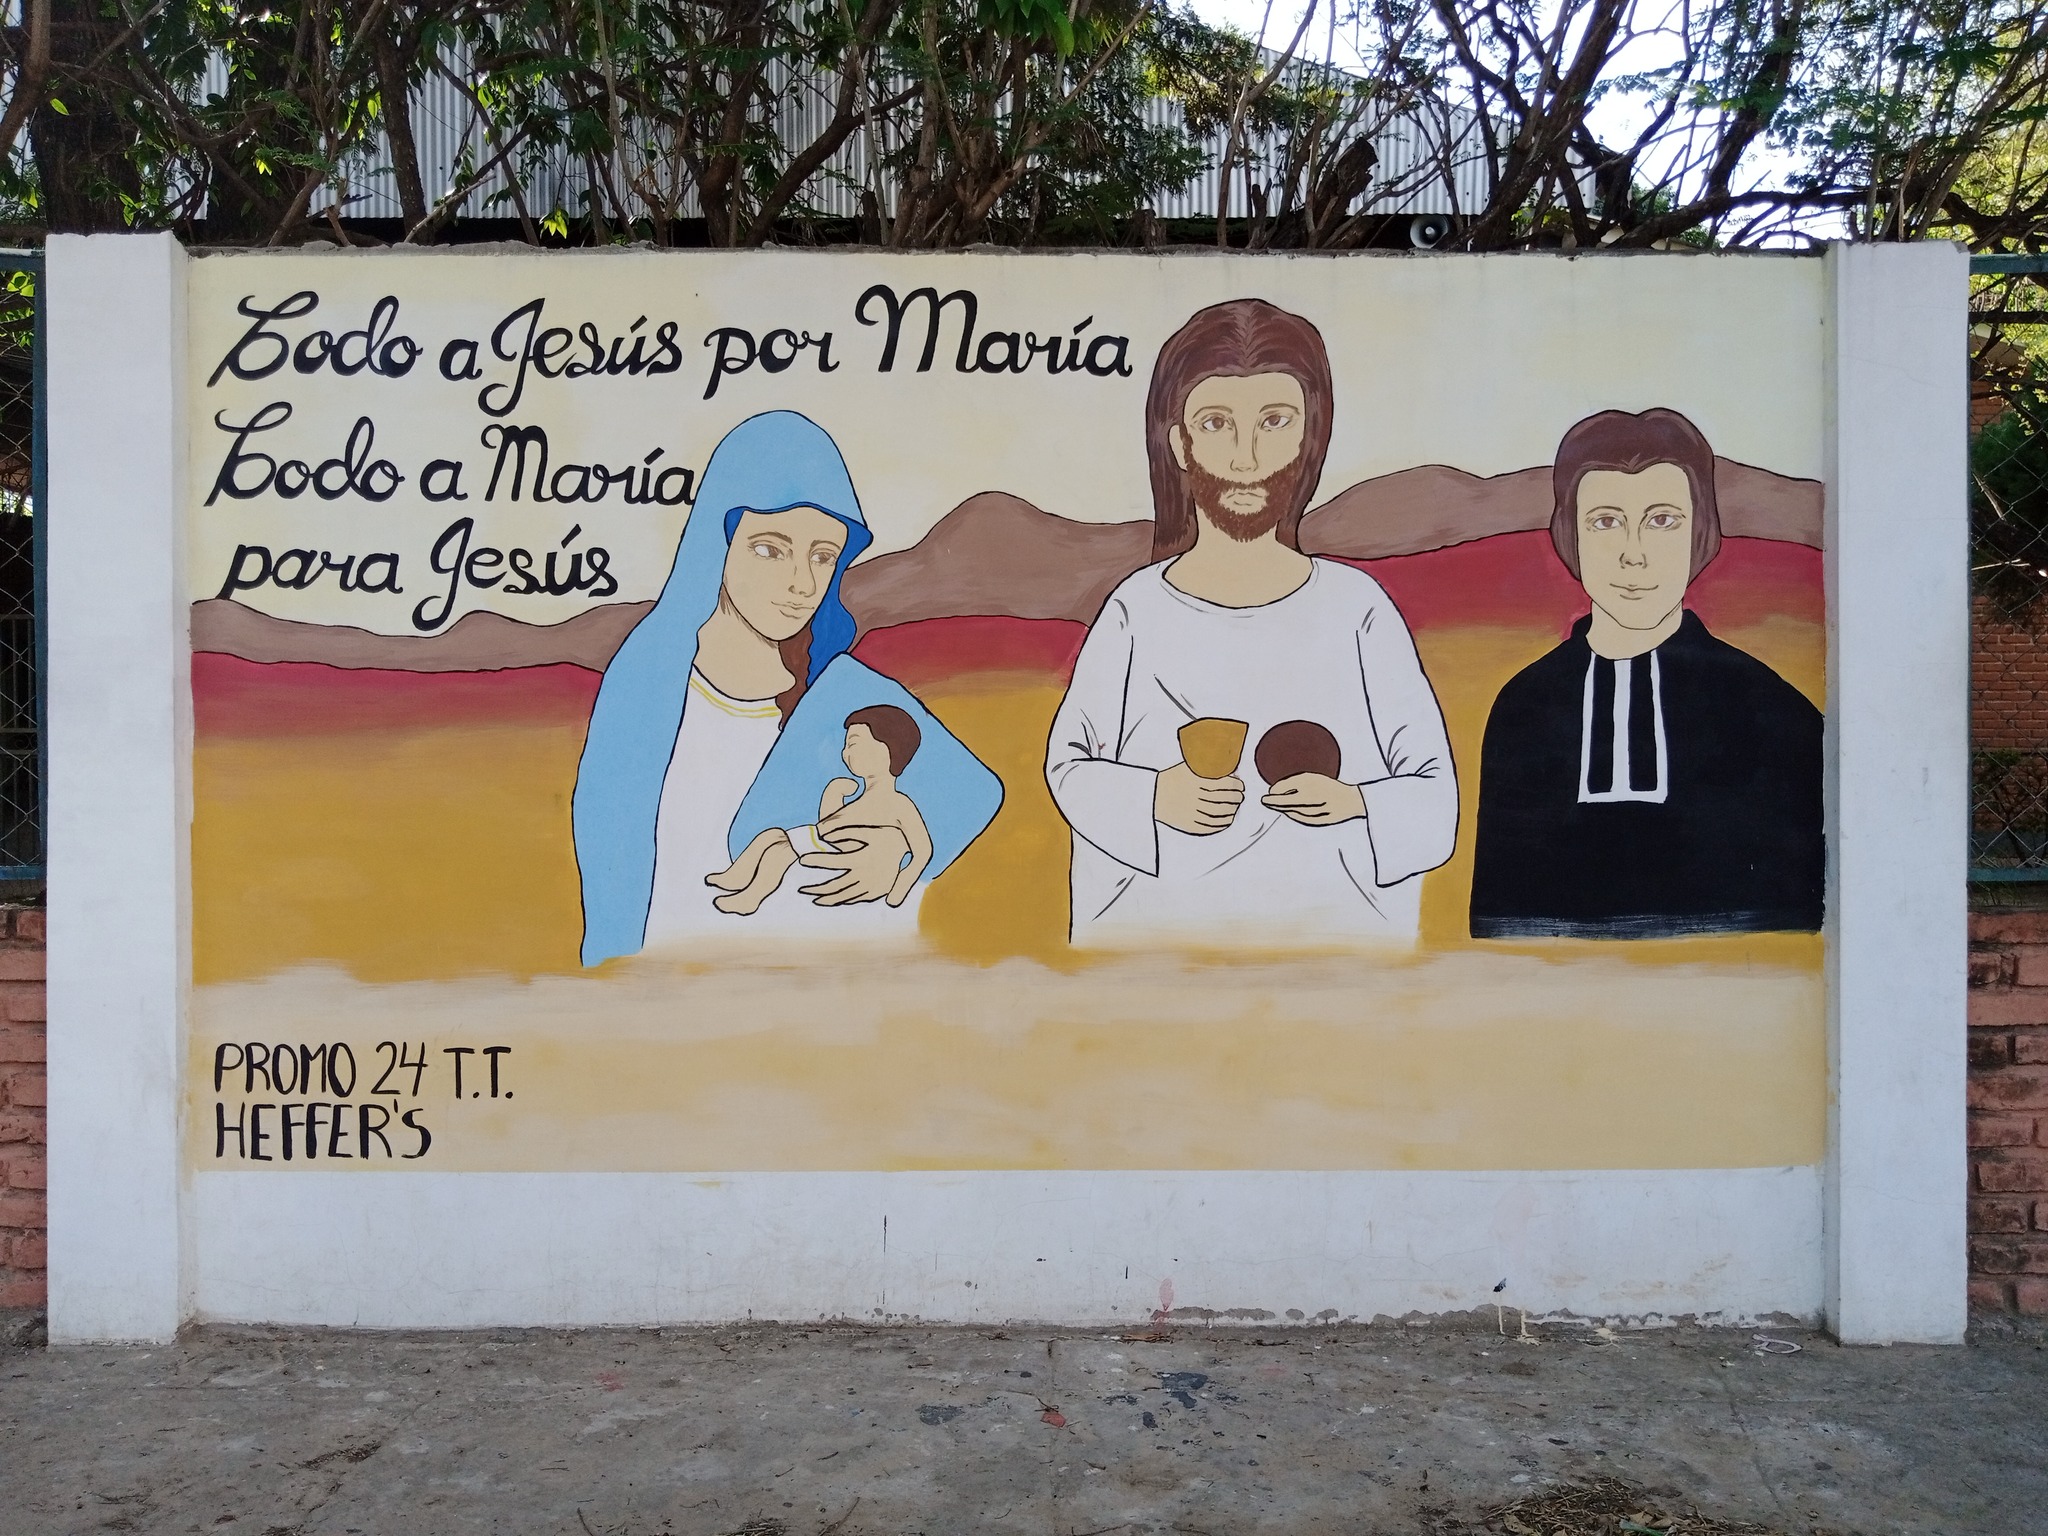 Todo a Jesús por María
Todo a María
para Jesús
PROMO 24 T.T.
HEFFER'S